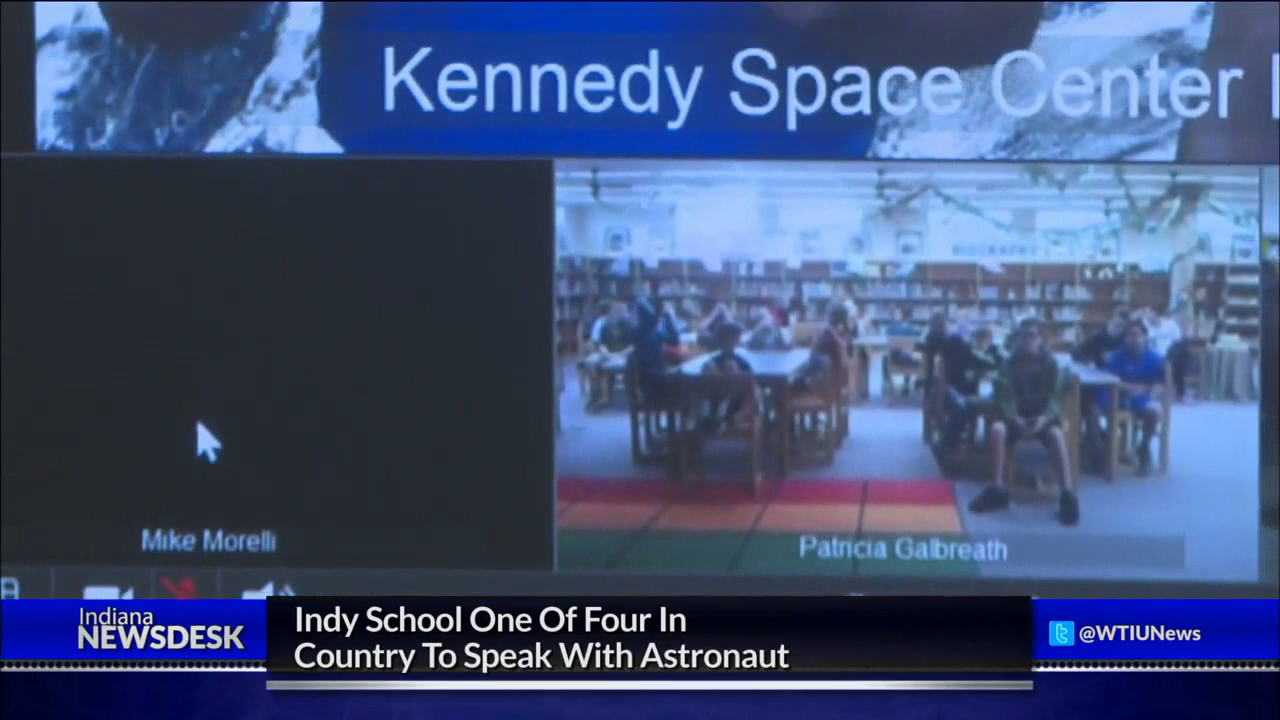 Kennedy Space Center
BIOGRAPHY
Mike Morelli
Patricia Galbreath
Indiana
NEWSDESK
Indy School One Of Four In
Country To Speak With Astronaut
@WTIUNews